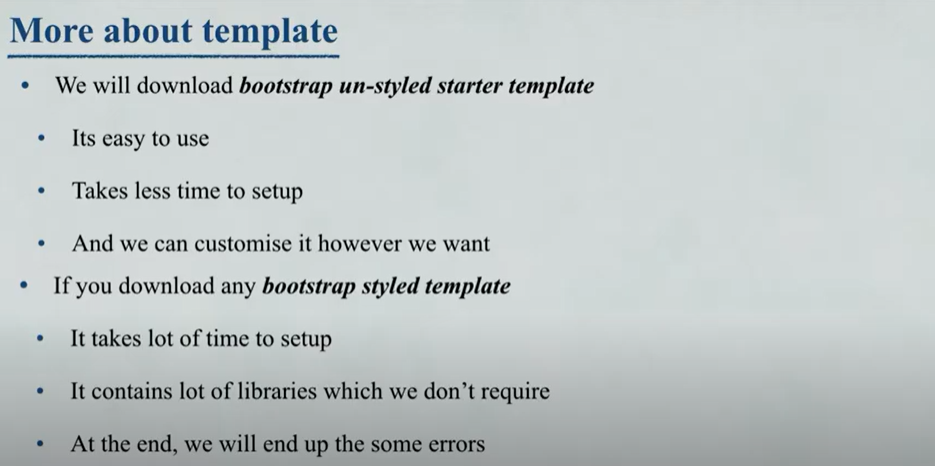 More about template
• We will download bootstrap un-styled starter template
• Its easy to use
• Takes less time to setup
• And we can customise it however we want
• If you download any bootstrap styled template
• It takes lot of time to setup
• It contains lot of libraries which we don’t require
• At the end, we will end up the some errors